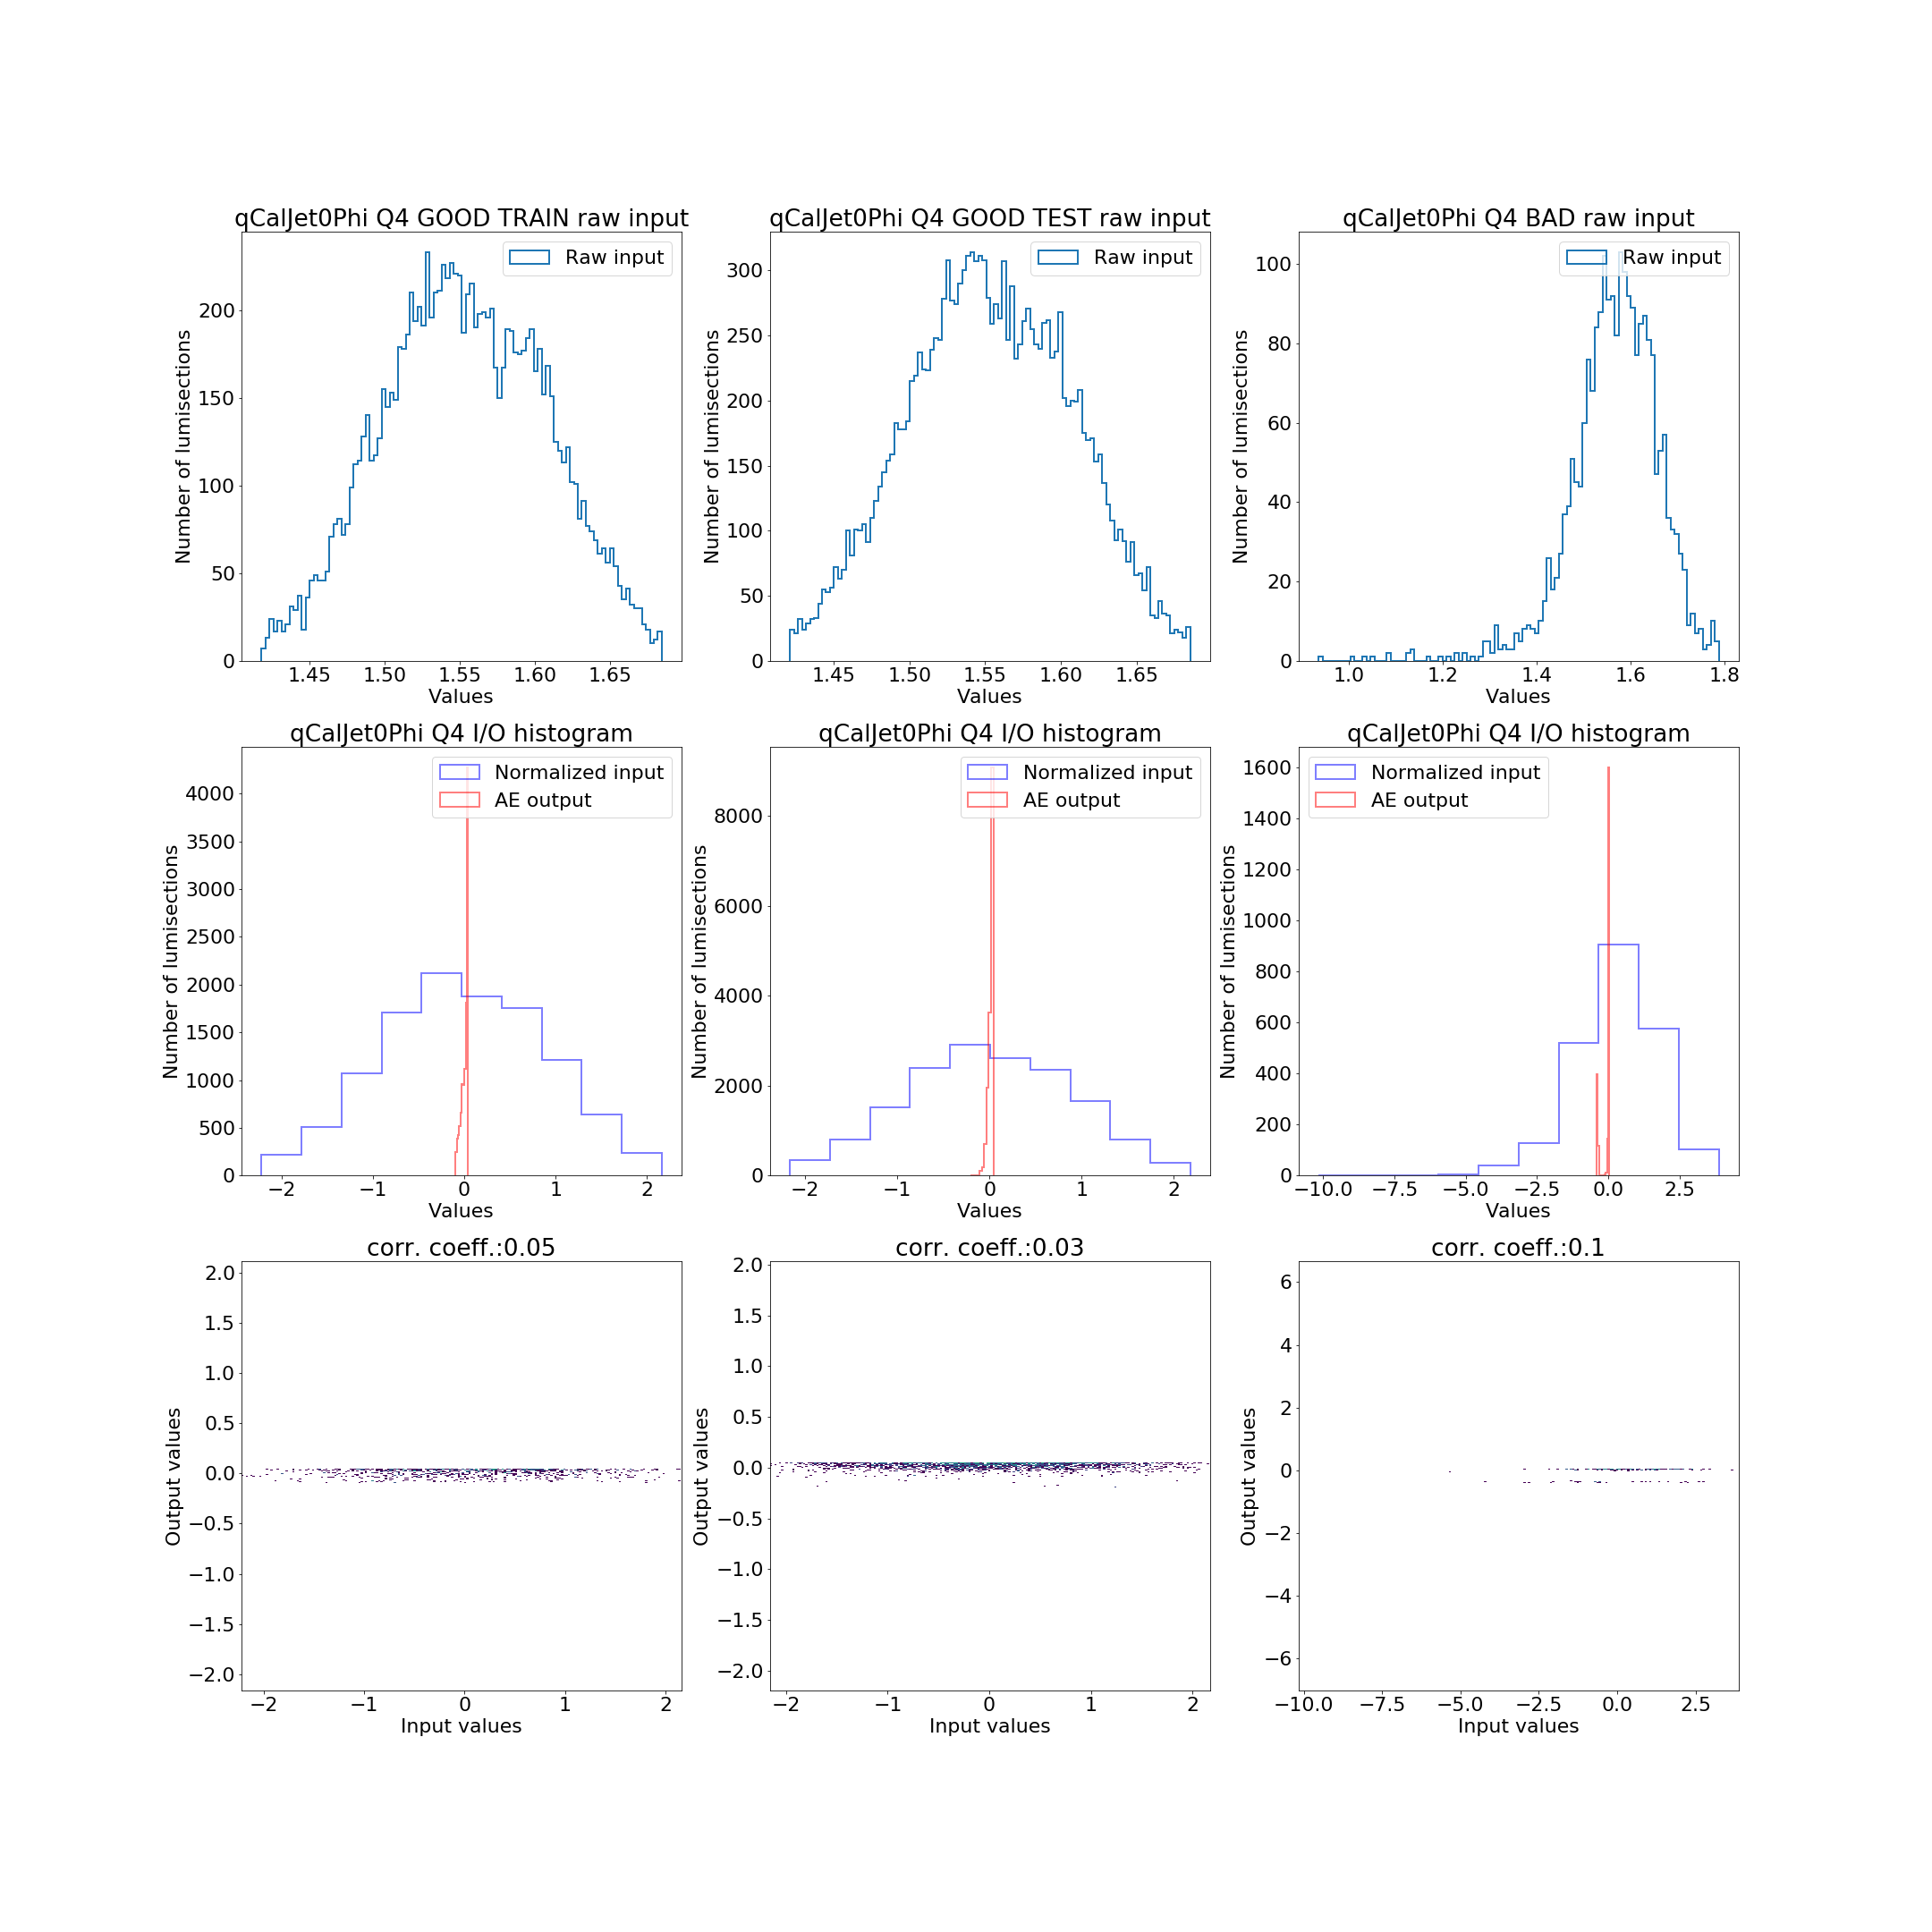 qCalJet0Phi Q4 GOOD TRAIN raw input
Raw input
Number of lumisections
200
150
100
50
0
1.45 1.50 1.55 1.60 1.65
Values
qCalJet0Phi Q4 GOOD TEST raw input
Raw input
Number of lumisections
300
250
200
150
100
50
0
1.45 1.50 1.55 1.60 1.65
Values
qCalJet0Phi Q4 BAD raw input
Raw input
Number of lumisections
100
80
60
40
20
0
1.0 1.2 1.4 1.6 1.8
Values
qCalJet0Phi Q4 I/O histogram
Normalized input
AE output
Number of lumisections
4000
3500
3000
2500
2000
1500
1000
500
0
−2 −1 0 1 2
Values
qCalJet0Phi Q4 I/O histogram
Normalized input
AE output
Number of lumisections
8000
6000
4000
2000
0
−2 −1 0 1 2
Values
qCalJet0Phi Q4 I/O histogram
Normalized input
AE output
Number of lumisections
1600
1400
1200
1000
800
600
400
200
0
−10.0 −7.5 −5.0 −2.5 0.0 2.5
Values
corr. coeff.:0.05
Output values
2.0
1.5
1.0
0.5
0.0
−0.5
−1.0
−1.5
−2.0
−2 −1 0 1 2
Input values
corr. coeff.:0.03
Output values
2.0
1.5
1.0
0.5
0.0
−0.5
−1.0
−1.5
−2.0
−2 −1 0 1 2
Input values
corr. coeff.:0.1
Output values
6
4
2
0
−2
−4
−6
−10.0 −7.5 −5.0 −2.5 0.0 2.5
Input values